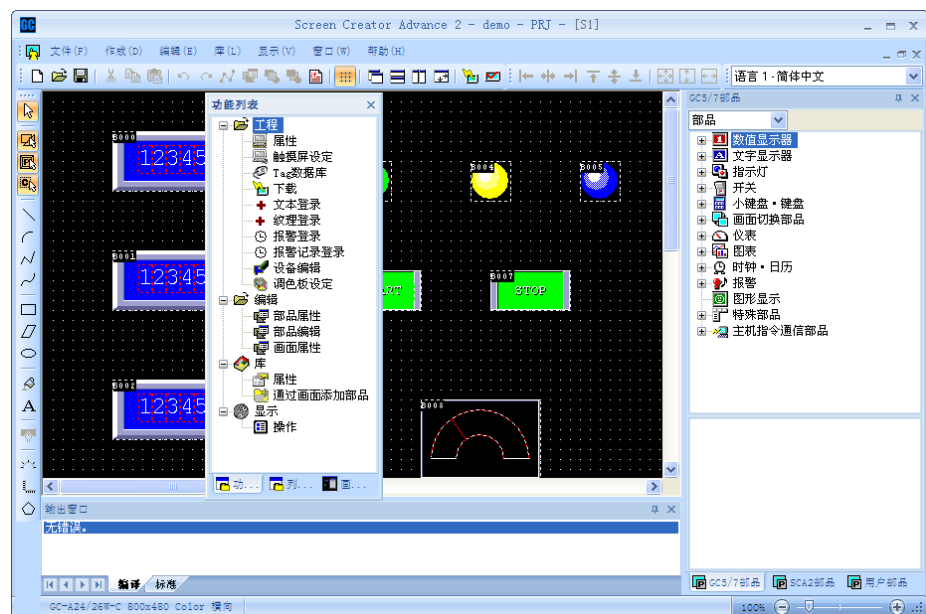 GC
Screen Creator Advance 2 - demo - PRJ - [S1]
文件(F) 作成(D) 编辑(E) 库(L) 显示(V) 窗口(W) 帮助(H)
语言 1-简体中文
功能列表
工程
属性
触摸屏设定
Tag数据库
下载
文本登录
纹理登录
报警登录
报警记录登录
设备编辑
调色板设定
编辑
部品属性
部品编辑
画面属性
库
属性
通过画面添加部品
显示
操作
功... 列... 画...
B000
12345
B001
12345
B002
12345
B004
B005
ART
B007
STOP
B008
GC5/7部品
部品
数值显示器
文字显示器
指示灯
开关
小键盘・键盘
画面切换部品
仪表
图表
时钟・日历
报警
图形显示
特殊部品
主机指令通信部品
GC5/7部品 SCA2部品 用户部品
输出窗口
无错误。
编译 标准
GC-A24/26W-C 800x480 Color 横向
100%